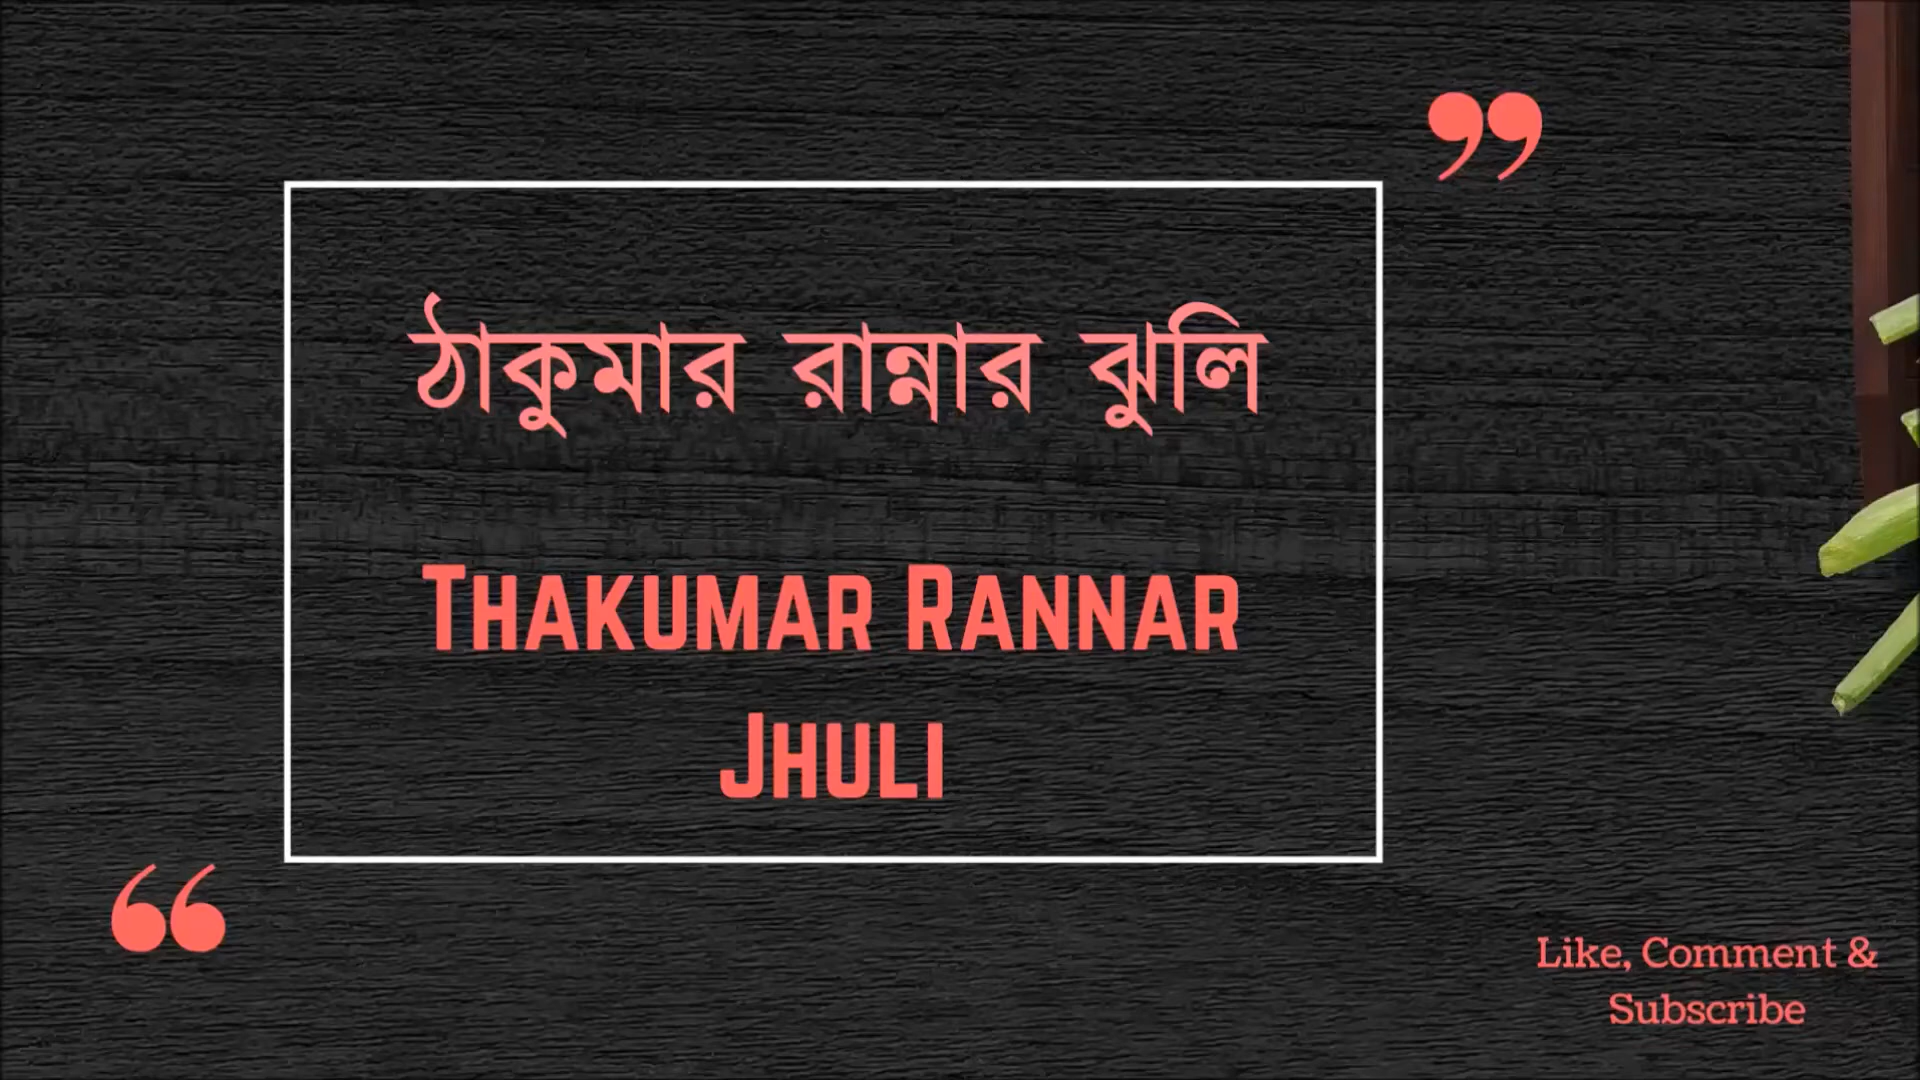 ঠাকুমার রান্নার ঝুলি
Thakumar Rannar
Jhuli
Like, Comment &
Subscribe